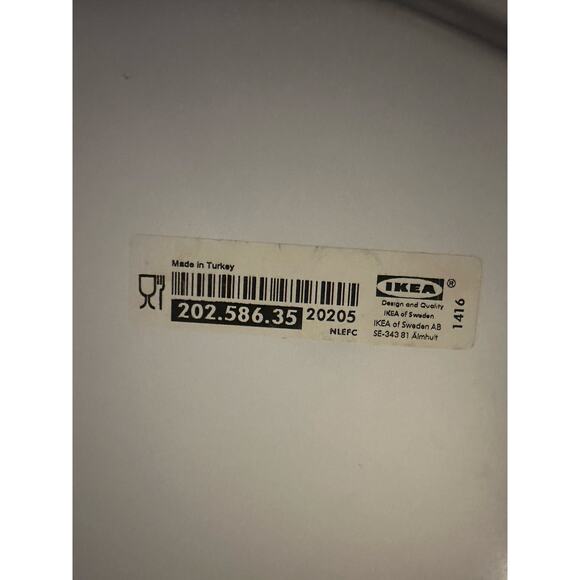 Made in Turkey
202.586.35 20205
NLEFC
IKEA ®
Design and Quality
IKEA of Sweden
IKEA of Sweden AB
SE-343 81 Älmhult
1416